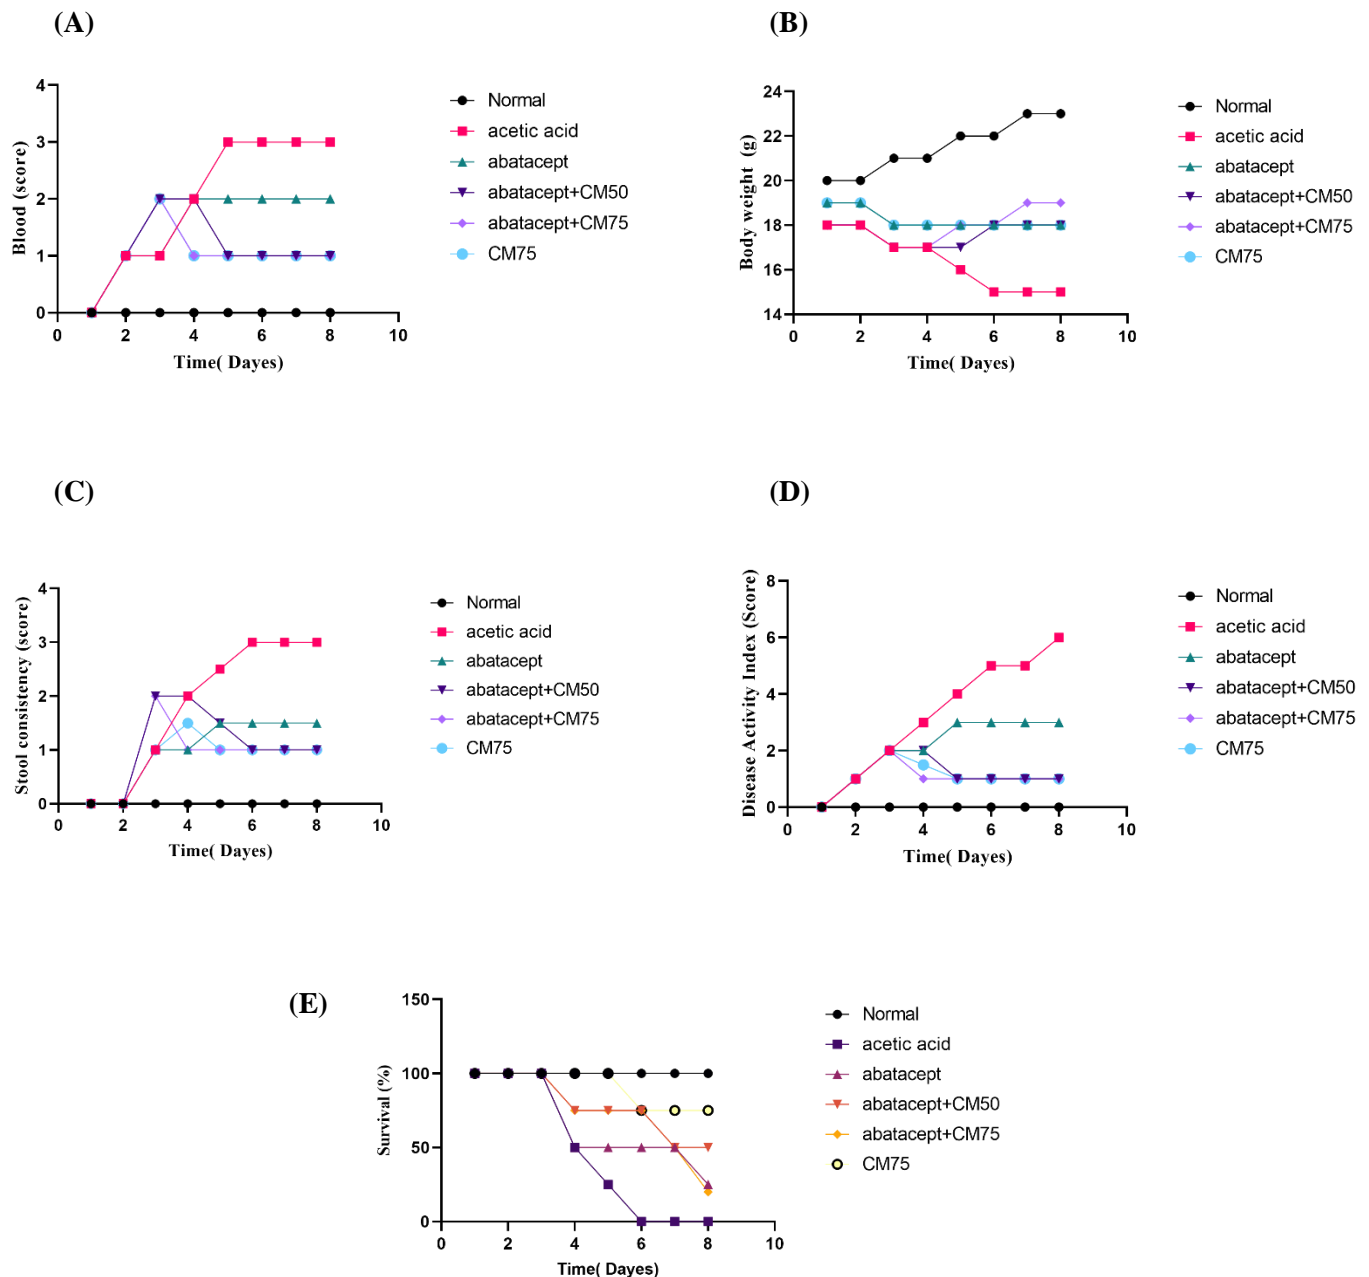 (A)
4
3
2
1
0
0
2
4
6
8
10
Blood (score)
Time( Dayes)
Normal
acetic acid
abatacept
abatacept+CM50
abatacept+CM75
CM75
(B)
24
22
20
18
16
14
0
2
4
6
8
10
Body weight (g)
Time( Dayes)
Normal
acetic acid
abatacept
abatacept+CM50
abatacept+CM75
CM75
(C)
4
3
2
1
0
0
2
4
6
8
10
Stool consistency (score)
Time( Dayes)
Normal
acetic acid
abatacept
abatacept+CM50
abatacept+CM75
CM75
(D)
8
6
4
2
0
0
2
4
6
8
10
Disease Activity Index (Score)
Time( Dayes)
Normal
acetic acid
abatacept
abatacept+CM50
abatacept+CM75
CM75
(E)
150
100
50
0
0
2
4
6
8
10
Survival (%)
Time( Dayes)
Normal
acetic acid
abatacept
abatacept+CM50
abatacept+CM75
CM75